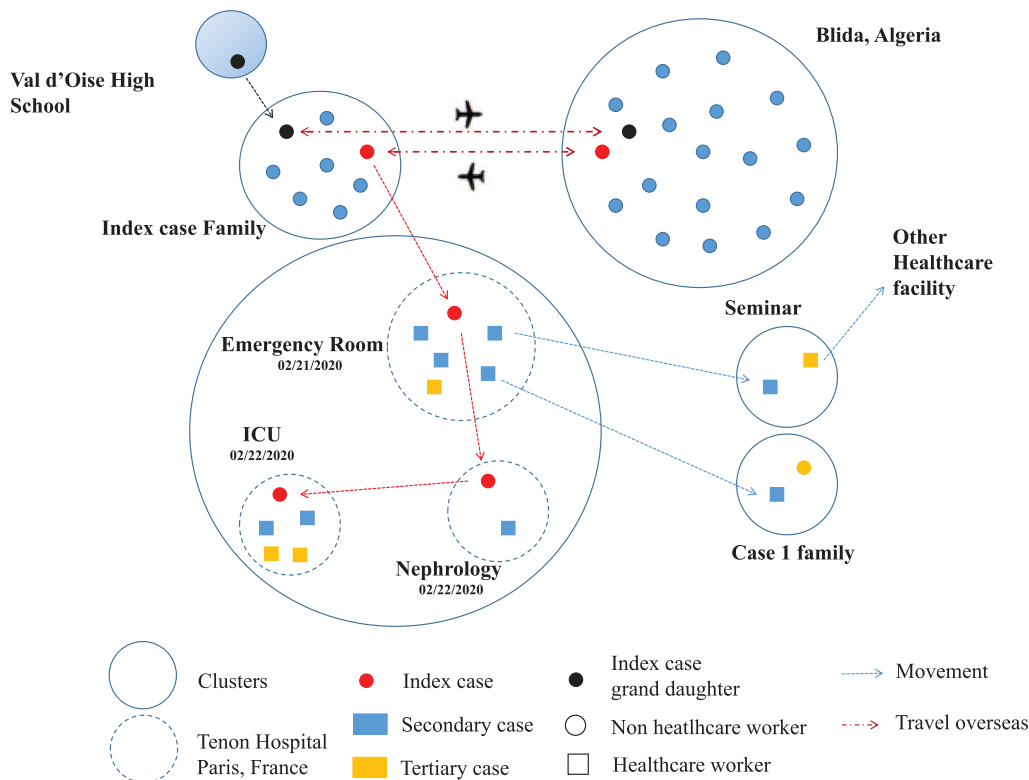 Blida, Algeria
Val d'Oise High
School
Index case Family
Other
Healthcare
facility
Seminar
Emergency Room
02/21/2020
ICU
02/22/2020
Nephrology
02/22/2020
Case 1 family
Clusters
Index case
Index case
grand daughter
Movement
Tenon Hospital
Paris, France
Secondary case
Non heatlhcare worker
Travel overseas
Tertiary case
Healthcare worker